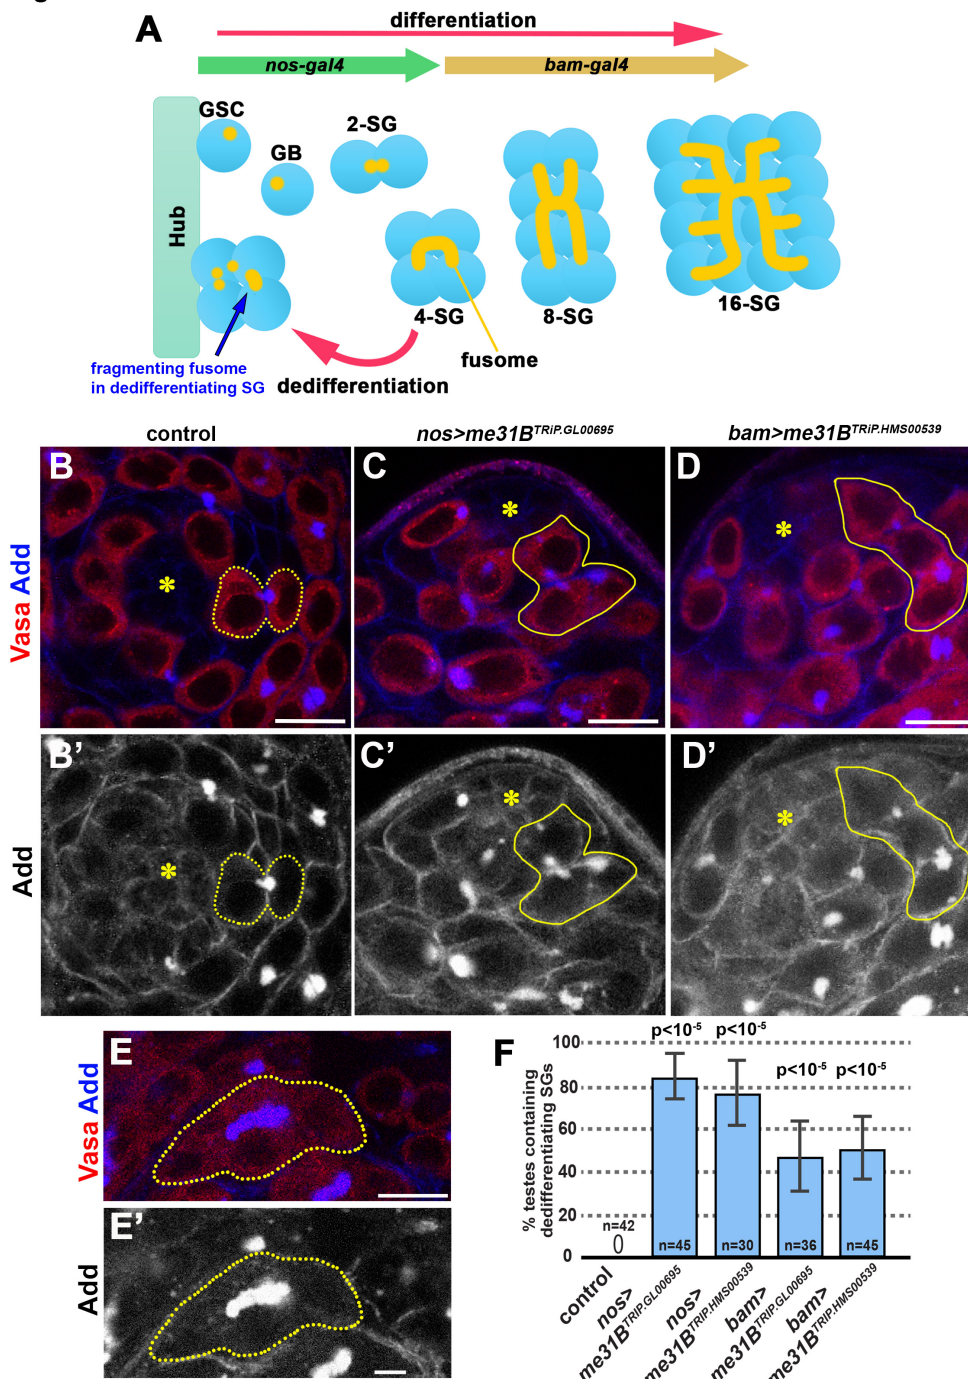 A
differentiation
nos-gal4
bam-gal4
GSC
GB
2-SG
Hub
4-SG
8-SG
16-SG
fusome
fragmenting fusome
in dedifferentiating SG
dedifferentiation
control
nos>me31B^TRiP.GL00695
bam>me31B^TRiP.HMS00539
B
C
D
Vasa Add
*
*
*
B'
C'
D'
Add
*
*
*
E
Vasa Add
E'
Add
F
p<10^-5
p<10^-5
p<10^-5
p<10^-5
% testes containing
dedifferentiating SGs
100
80
60
40
20
0
n=42
0
n=45
n=30
n=36
n=45
control
nos>
me31B^TRiP.GL00695
nos>
me31B^TRiP.HMS00539
bam>
me31B^TRiP.GL00695
bam>
me31B^TRiP.HMS00539